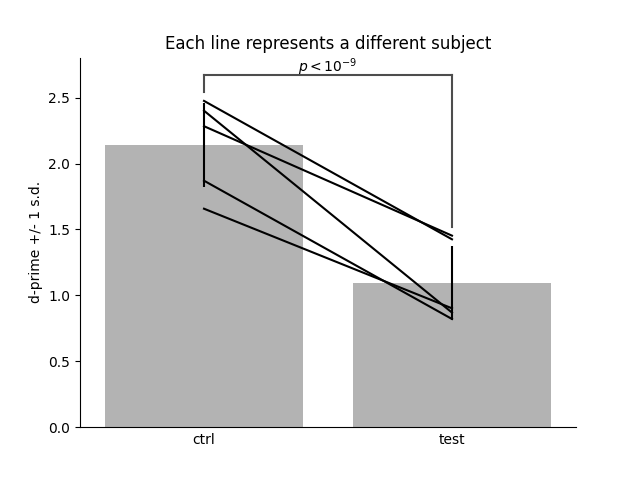 Each line represents a different subject
p < 10⁻⁹
d-prime +/- 1 s.d.
2.5
2.0
1.5
1.0
0.5
0.0
ctrl test